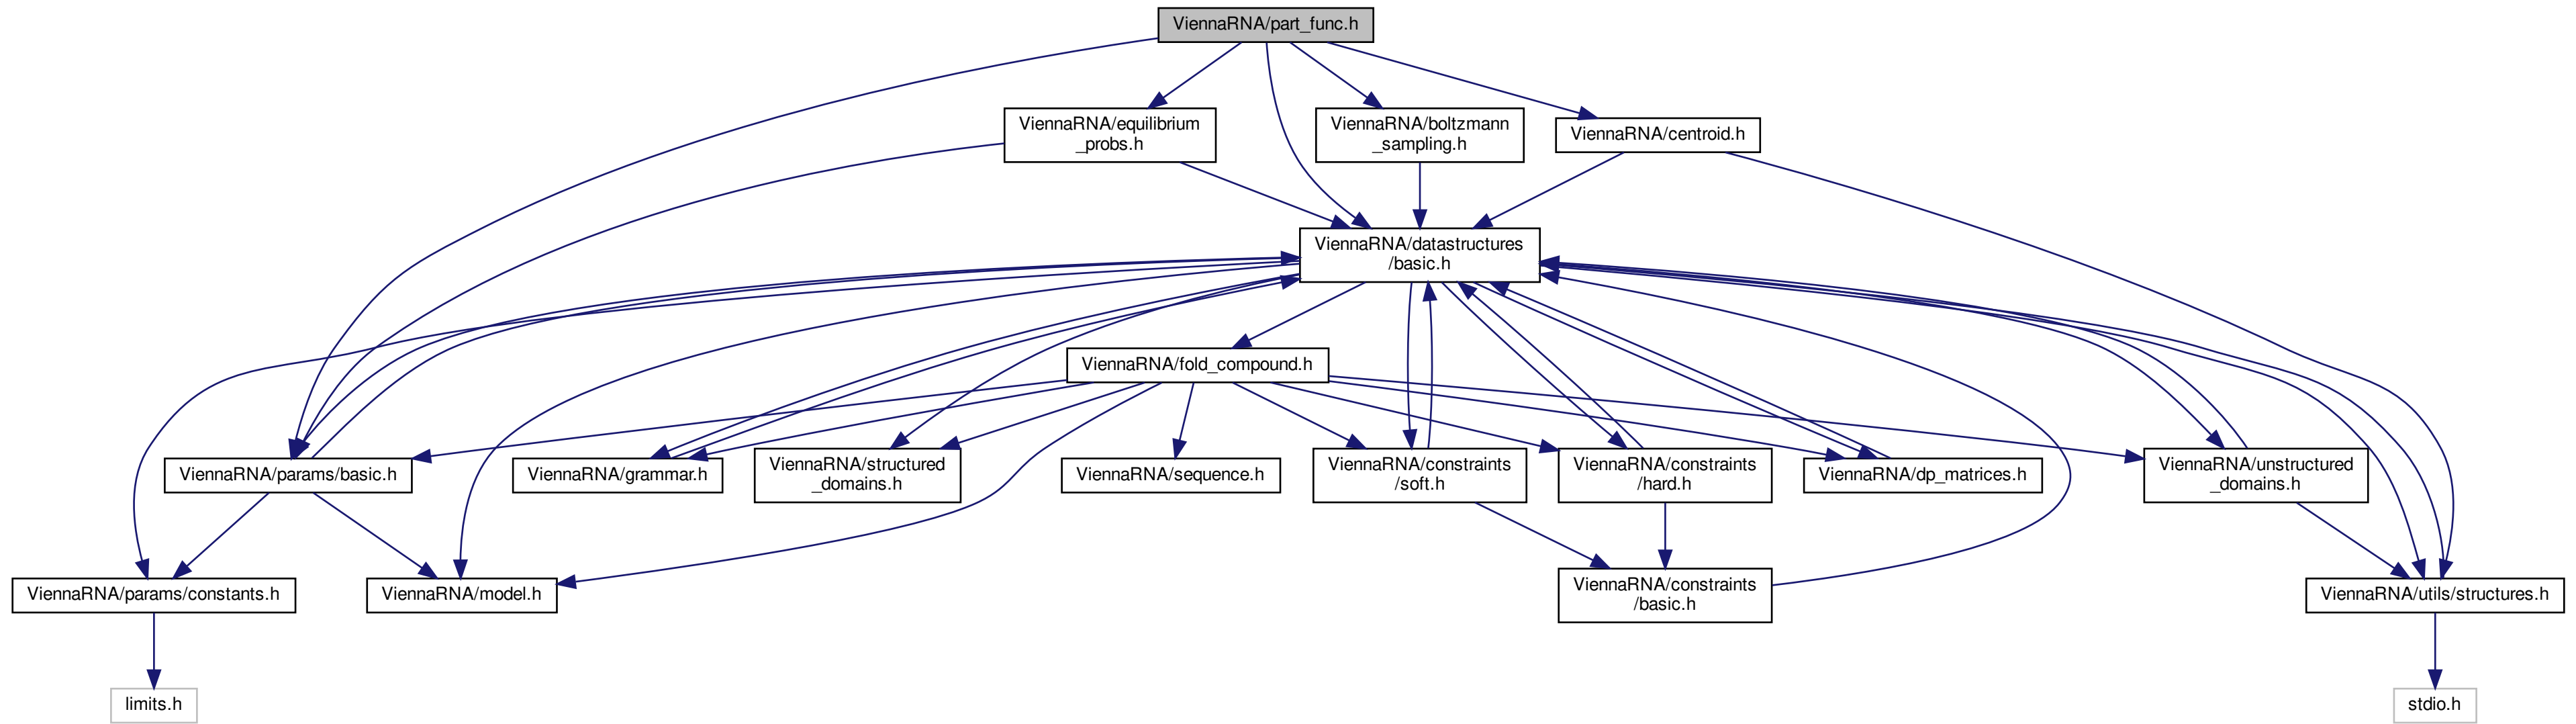 ViennaRNA/part_func.h
ViennaRNA/equilibrium
_probs.h
ViennaRNA/boltzmann
_sampling.h
ViennaRNA/centroid.h
ViennaRNA/datastructures
/basic.h
ViennaRNA/fold_compound.h
ViennaRNA/params/basic.h
ViennaRNA/grammar.h
ViennaRNA/structured
_domains.h
ViennaRNA/sequence.h
ViennaRNA/constraints
/soft.h
ViennaRNA/constraints
/hard.h
ViennaRNA/dp_matrices.h
ViennaRNA/unstructured
_domains.h
ViennaRNA/params/constants.h
ViennaRNA/model.h
ViennaRNA/constraints
/basic.h
ViennaRNA/utils/structures.h
limits.h
stdio.h